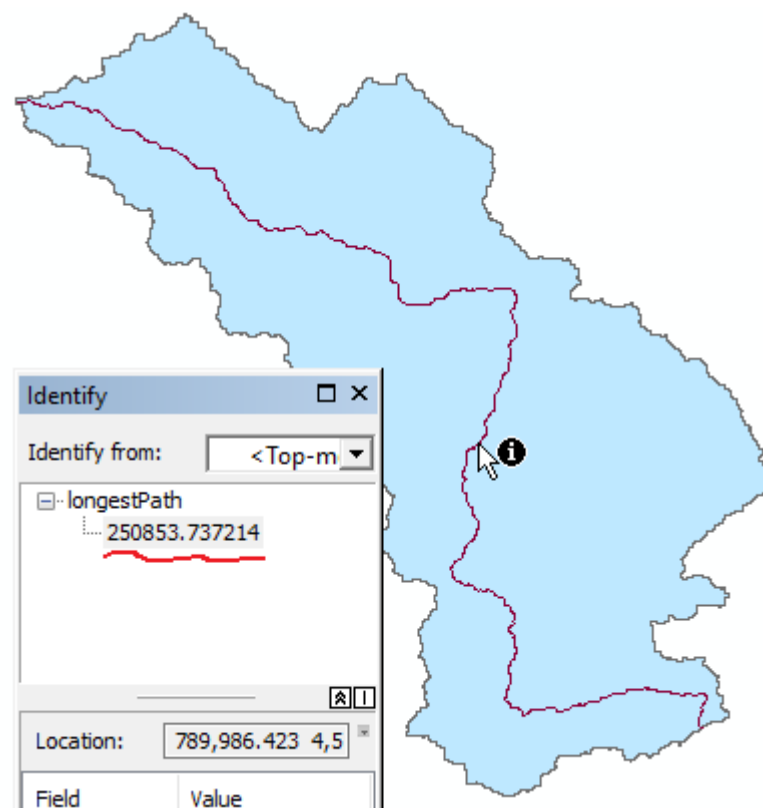 Identify
Identify from: <Top-m
longestPath
250853.737214
Location: 789,986.423 4,5
Field Value